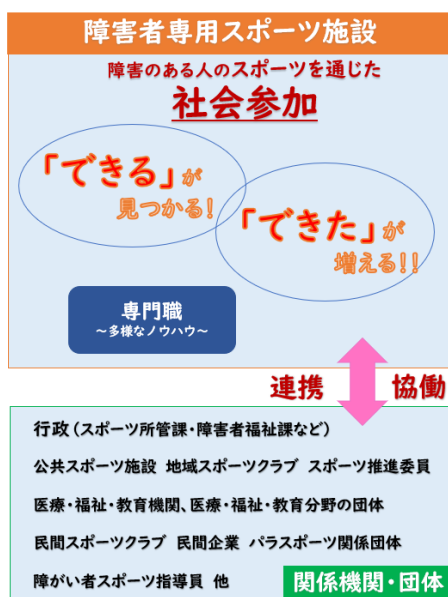 障害者専用スポーツ施設
障害のある人のスポーツを通じた
社会参加
「できる」が
見つかる!
「できた」が
増える!!
専門職
～多様なノウハウ～
連携 協働
行政(スポーツ所管課・障害者福祉課など)
公共スポーツ施設 地域スポーツクラブ スポーツ推進委員
医療・福祉・教育機関、医療・福祉・教育分野の団体
民間スポーツクラブ 民間企業 パラスポーツ関係団体
障がい者スポーツ指導員 他
関係機関・団体